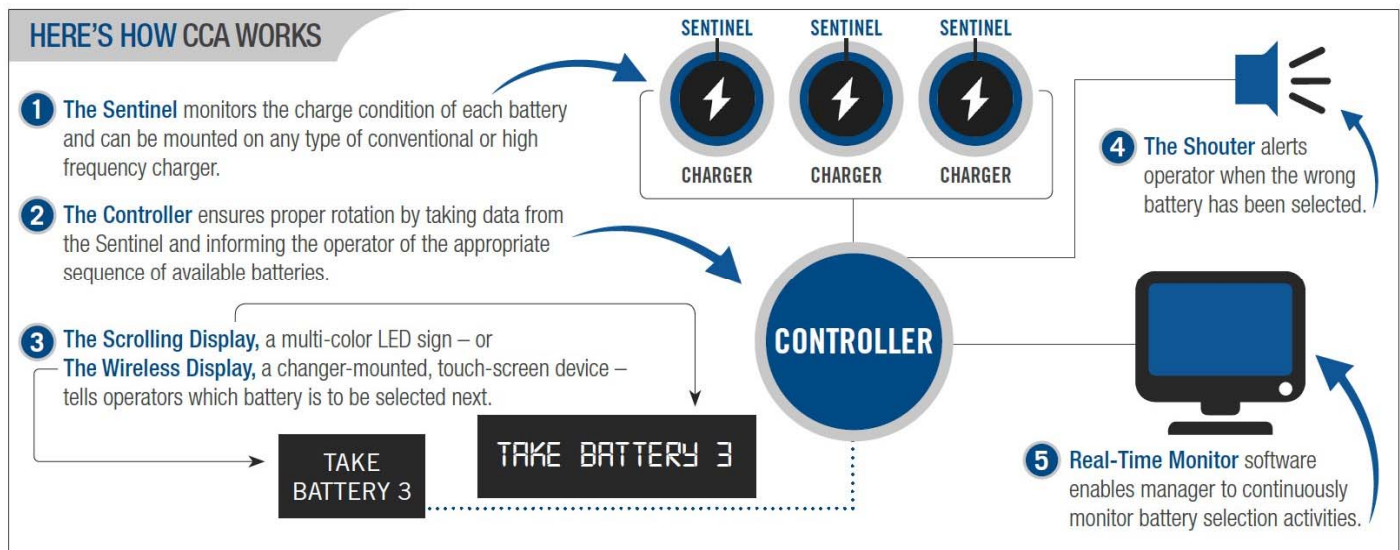 HERE'S HOW CCA WORKS
1 The Sentinel monitors the charge condition of each battery
and can be mounted on any type of conventional or high
frequency charger.
2 The Controller ensures proper rotation by taking data from
the Sentinel and informing the operator of the appropriate
sequence of available batteries.
3 The Scrolling Display, a multi-color LED sign – or
The Wireless Display, a changer-mounted, touch-screen device –
tells operators which battery is to be selected next.
TAKE
BATTERY 3
TAKE BATTERY 3
SENTINEL SENTINEL SENTINEL
CHARGER CHARGER CHARGER
CONTROLLER
4 The Shouter alerts
operator when the wrong
battery has been selected.
5 Real-Time Monitor software
enables manager to continuously
monitor battery selection activities.